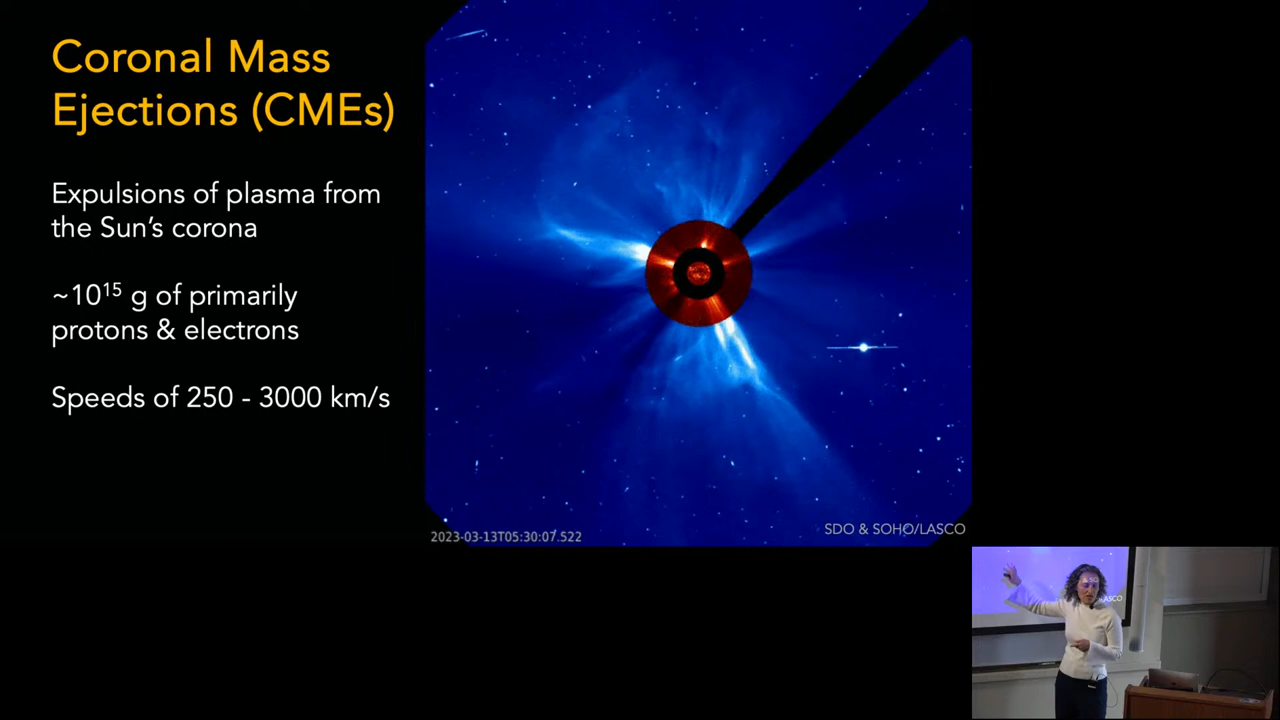 Coronal Mass
Ejections (CMEs)
Expulsions of plasma from
the Sun's corona
~10¹⁵ g of primarily
protons & electrons
Speeds of 250 - 3000 km/s
2023-03-13T05:30:07.522
SDO & SOHO/LASCO
ASCO